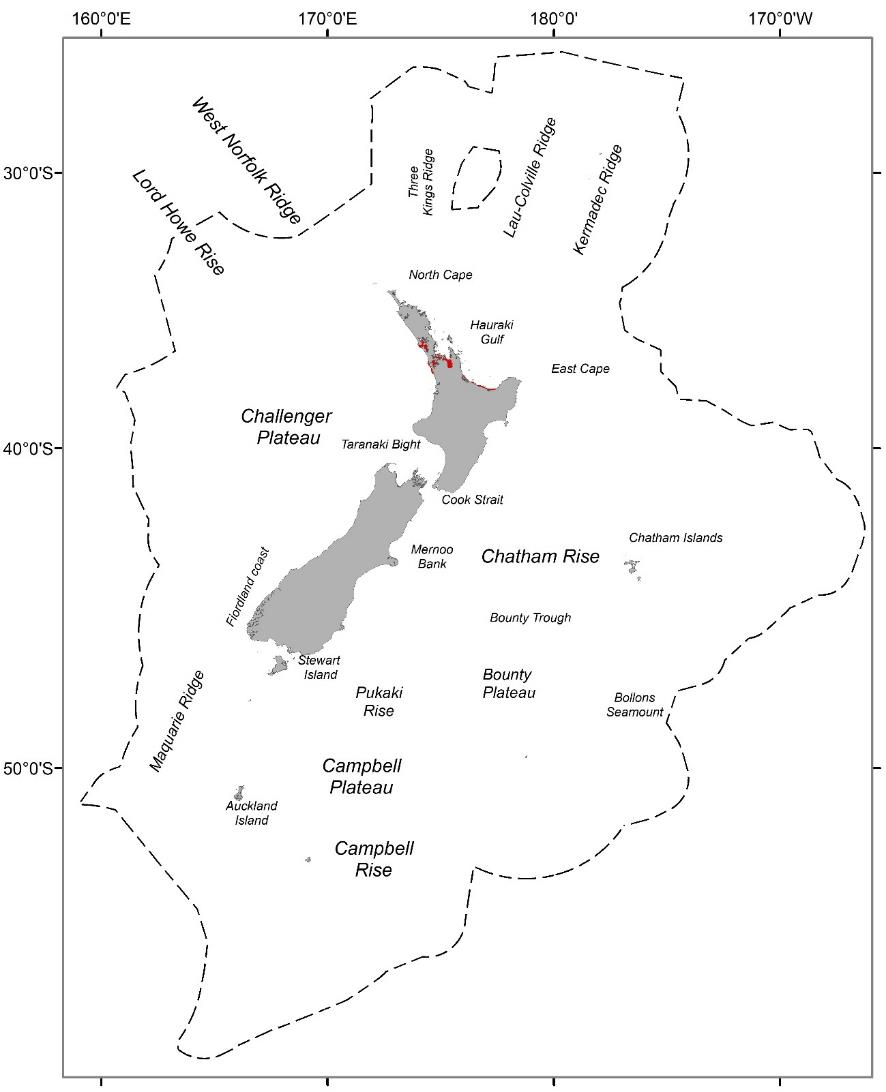 160°0'E
170°0'E
180°0'
170°0'W
30°0'S
40°0'S
50°0'S
West Norfolk Ridge
Lord Howe Rise
Three
Kings Ridge
Lau-Colville Ridge
Kermadec Ridge
North Cape
Hauraki
Gulf
East Cape
Challenger
Plateau
Taranaki Bight
Cook Strait
Mernoo
Bank
Chatham Rise
Chatham Islands
Fiordland coast
Bounty Trough
Stewart
Island
Pukaki
Rise
Bounty
Plateau
Bollons
Seamount
Maquarie Ridge
Campbell
Plateau
Auckland
Island
Campbell
Rise